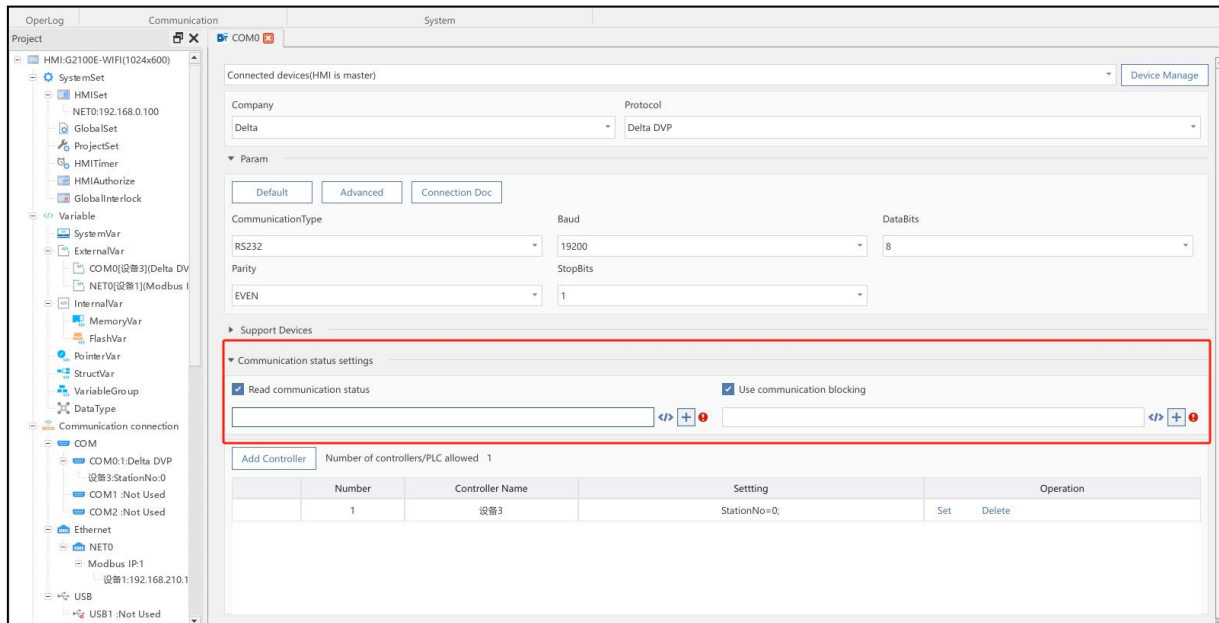 OperLog Communication System
Project
COM0
HMI:G2100E-WIFI(1024x600)
SystemSet
HMISet
NET0:192.168.0.100
GlobalSet
ProjectSet
HMITimer
HMIAuthorize
GlobalInterlock
Variable
SystemVar
ExternalVar
COM0[设备3](Delta DV
NET0[设备1](Modbus I
InternalVar
MemoryVar
FlashVar
PointerVar
StructVar
VariableGroup
DataType
Communication connection
COM
COM0:1:Delta DVP
设备3:StationNo:0
COM1 :Not Used
COM2 :Not Used
Ethernet
NET0
Modbus IP:1
设备1:192.168.210.1
USB
USB1 :Not Used
Connected devices(HMI is master) Device Manage
Company Protocol
Delta Delta DVP
Param
Default Advanced Connection Doc
CommunicationType Baud DataBits
RS232 19200 8
Parity StopBits
EVEN 1
Support Devices
Communication status settings
Read communication status Use communication blocking
Add Controller Number of controllers/PLC allowed 1
Number Controller Name Settting Operation
1 设备3 StationNo=0; Set Delete